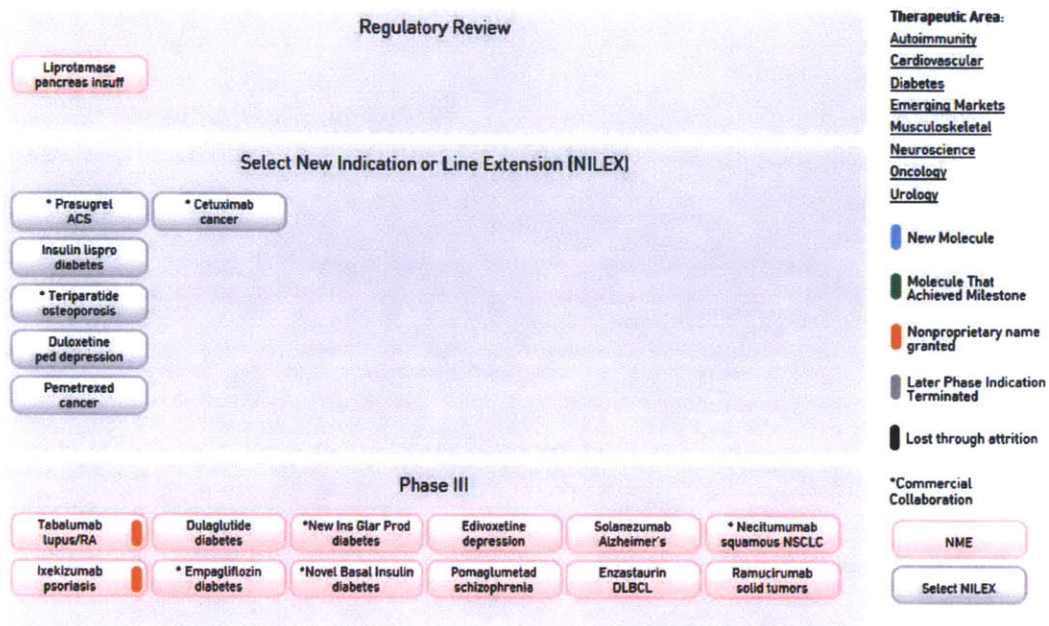 Regulatory Review
Liprotamase
pancreas insuff
Select New Indication or Line Extension (NILEX)
* Prasugrel
ACS
* Cetuximab
cancer
Insulin lispro
diabetes
* Teriparatide
osteoporosis
Duloxetine
ped depression
Pemetrexed
cancer
Phase III
Tabalumab
lupus/RA
Dulaglutide
diabetes
*New Ins Glar Prod
diabetes
Edivoxetine
depression
Solanezumab
Alzheimer's
* Necitumumab
squamous NSCLC
Ixekizumab
psoriasis
* Empagliflozin
diabetes
*Novel Basal Insulin
diabetes
Pomaglumetad
schizophrenia
Enzastaurin
DLBCL
Ramucirumab
solid tumors
Therapeutic Area:
Autoimmunity
Cardiovascular
Diabetes
Emerging Markets
Musculoskeletal
Neuroscience
Oncology
Urology
New Molecule
Molecule That
Achieved Milestone
Nonproprietary name
granted
Later Phase Indication
Terminated
Lost through attrition
*Commercial
Collaboration
NME
Select NILEX